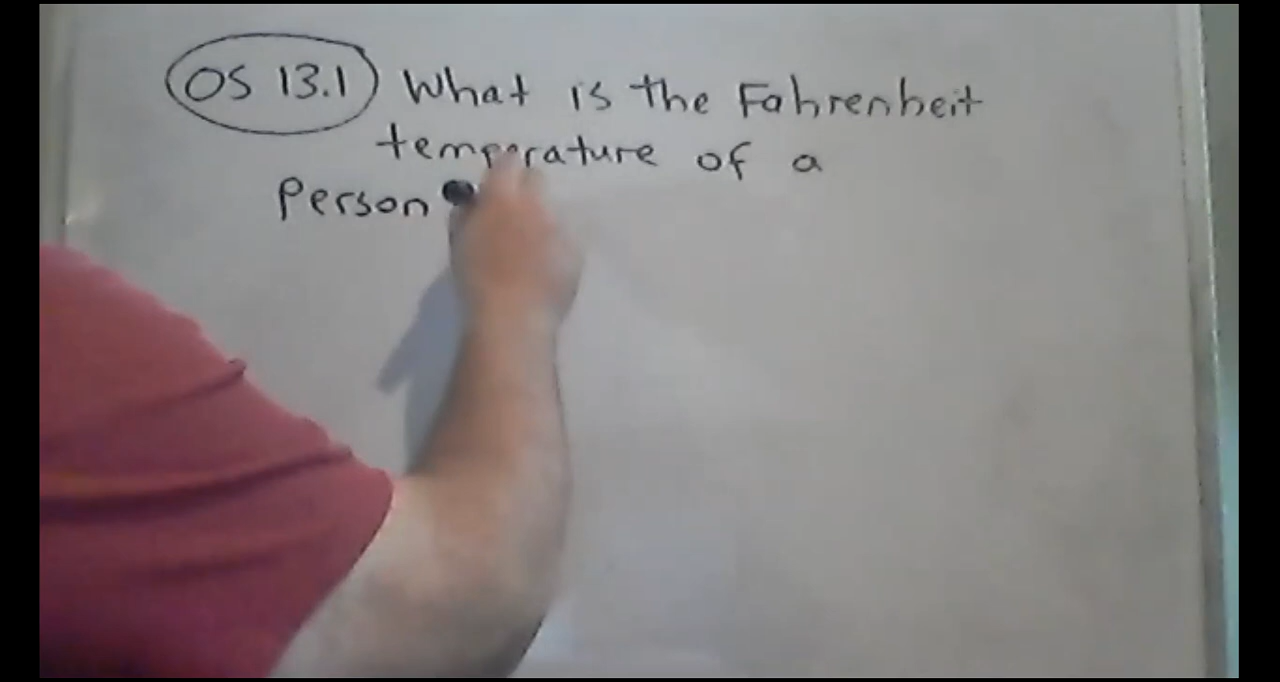 OS 13.1 What is the Fahrenheit
temperature of a
Person